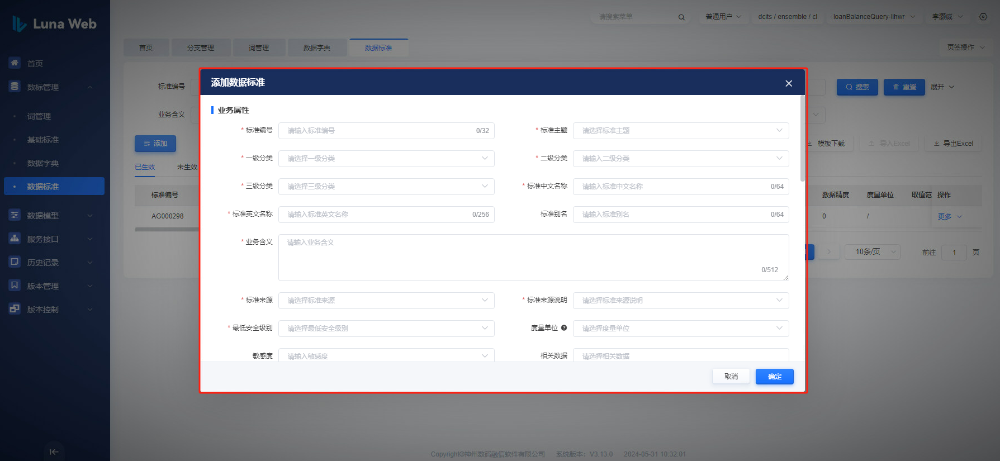 Luna Web
请搜索菜单
普通用户
dcits / ensemble / cl
loanBalanceQuery-lihwr
李灏威
首页
数标管理
词管理
基础标准
数据字典
数据标准
数据模型
服务接口
历史记录
版本管理
版本控制
首页
分支管理
词管理
数据字典
数据标准
页签操作
标准编号
搜索
重置
展开
业务含义
添加
模板下载
导入Excel
导出Excel
已生效
未生效
标准编号
数据精度
度量单位
取值范
操作
AG000298
0
/
更多
10条/页
前往
1
页
添加数据标准
业务属性
* 标准编号
请输入标准编号
0/32
* 标准主题
请选择标准主题
* 一级分类
请选择一级分类
* 二级分类
请输入二级分类
* 三级分类
请选择三级分类
* 标准中文名称
请输入标准中文名称
0/64
* 标准英文名称
请输入标准英文名称
0/256
标准别名
请输入标准别名
0/64
* 业务含义
请输入业务含义
0/512
* 标准来源
请选择标准来源
* 标准来源说明
请选择标准来源说明
* 最低安全级别
请选择最低安全级别
度量单位
请选择度量单位
敏感度
请输入敏感度
相关数据
请选择相关数据
取消
确定
Copyright©神州数码融信软件有限公司
系统版本：V3.13.0
2024-05-31 10:32:01